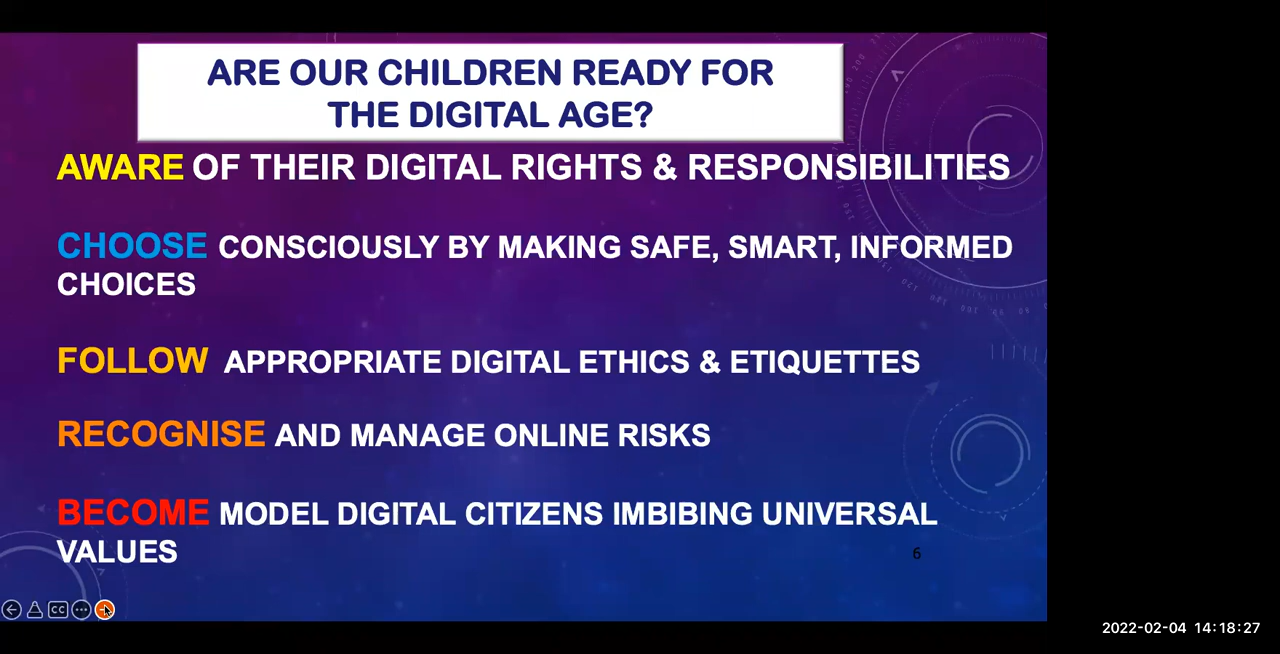 ARE OUR CHILDREN READY FOR
THE DIGITAL AGE?
AWARE OF THEIR DIGITAL RIGHTS & RESPONSIBILITIES
CHOOSE CONSCIOUSLY BY MAKING SAFE, SMART, INFORMED
CHOICES
FOLLOW APPROPRIATE DIGITAL ETHICS & ETIQUETTES
RECOGNISE AND MANAGE ONLINE RISKS
BECOME MODEL DIGITAL CITIZENS IMBIBING UNIVERSAL
VALUES
6
CC
2022-02-04 14:18:27